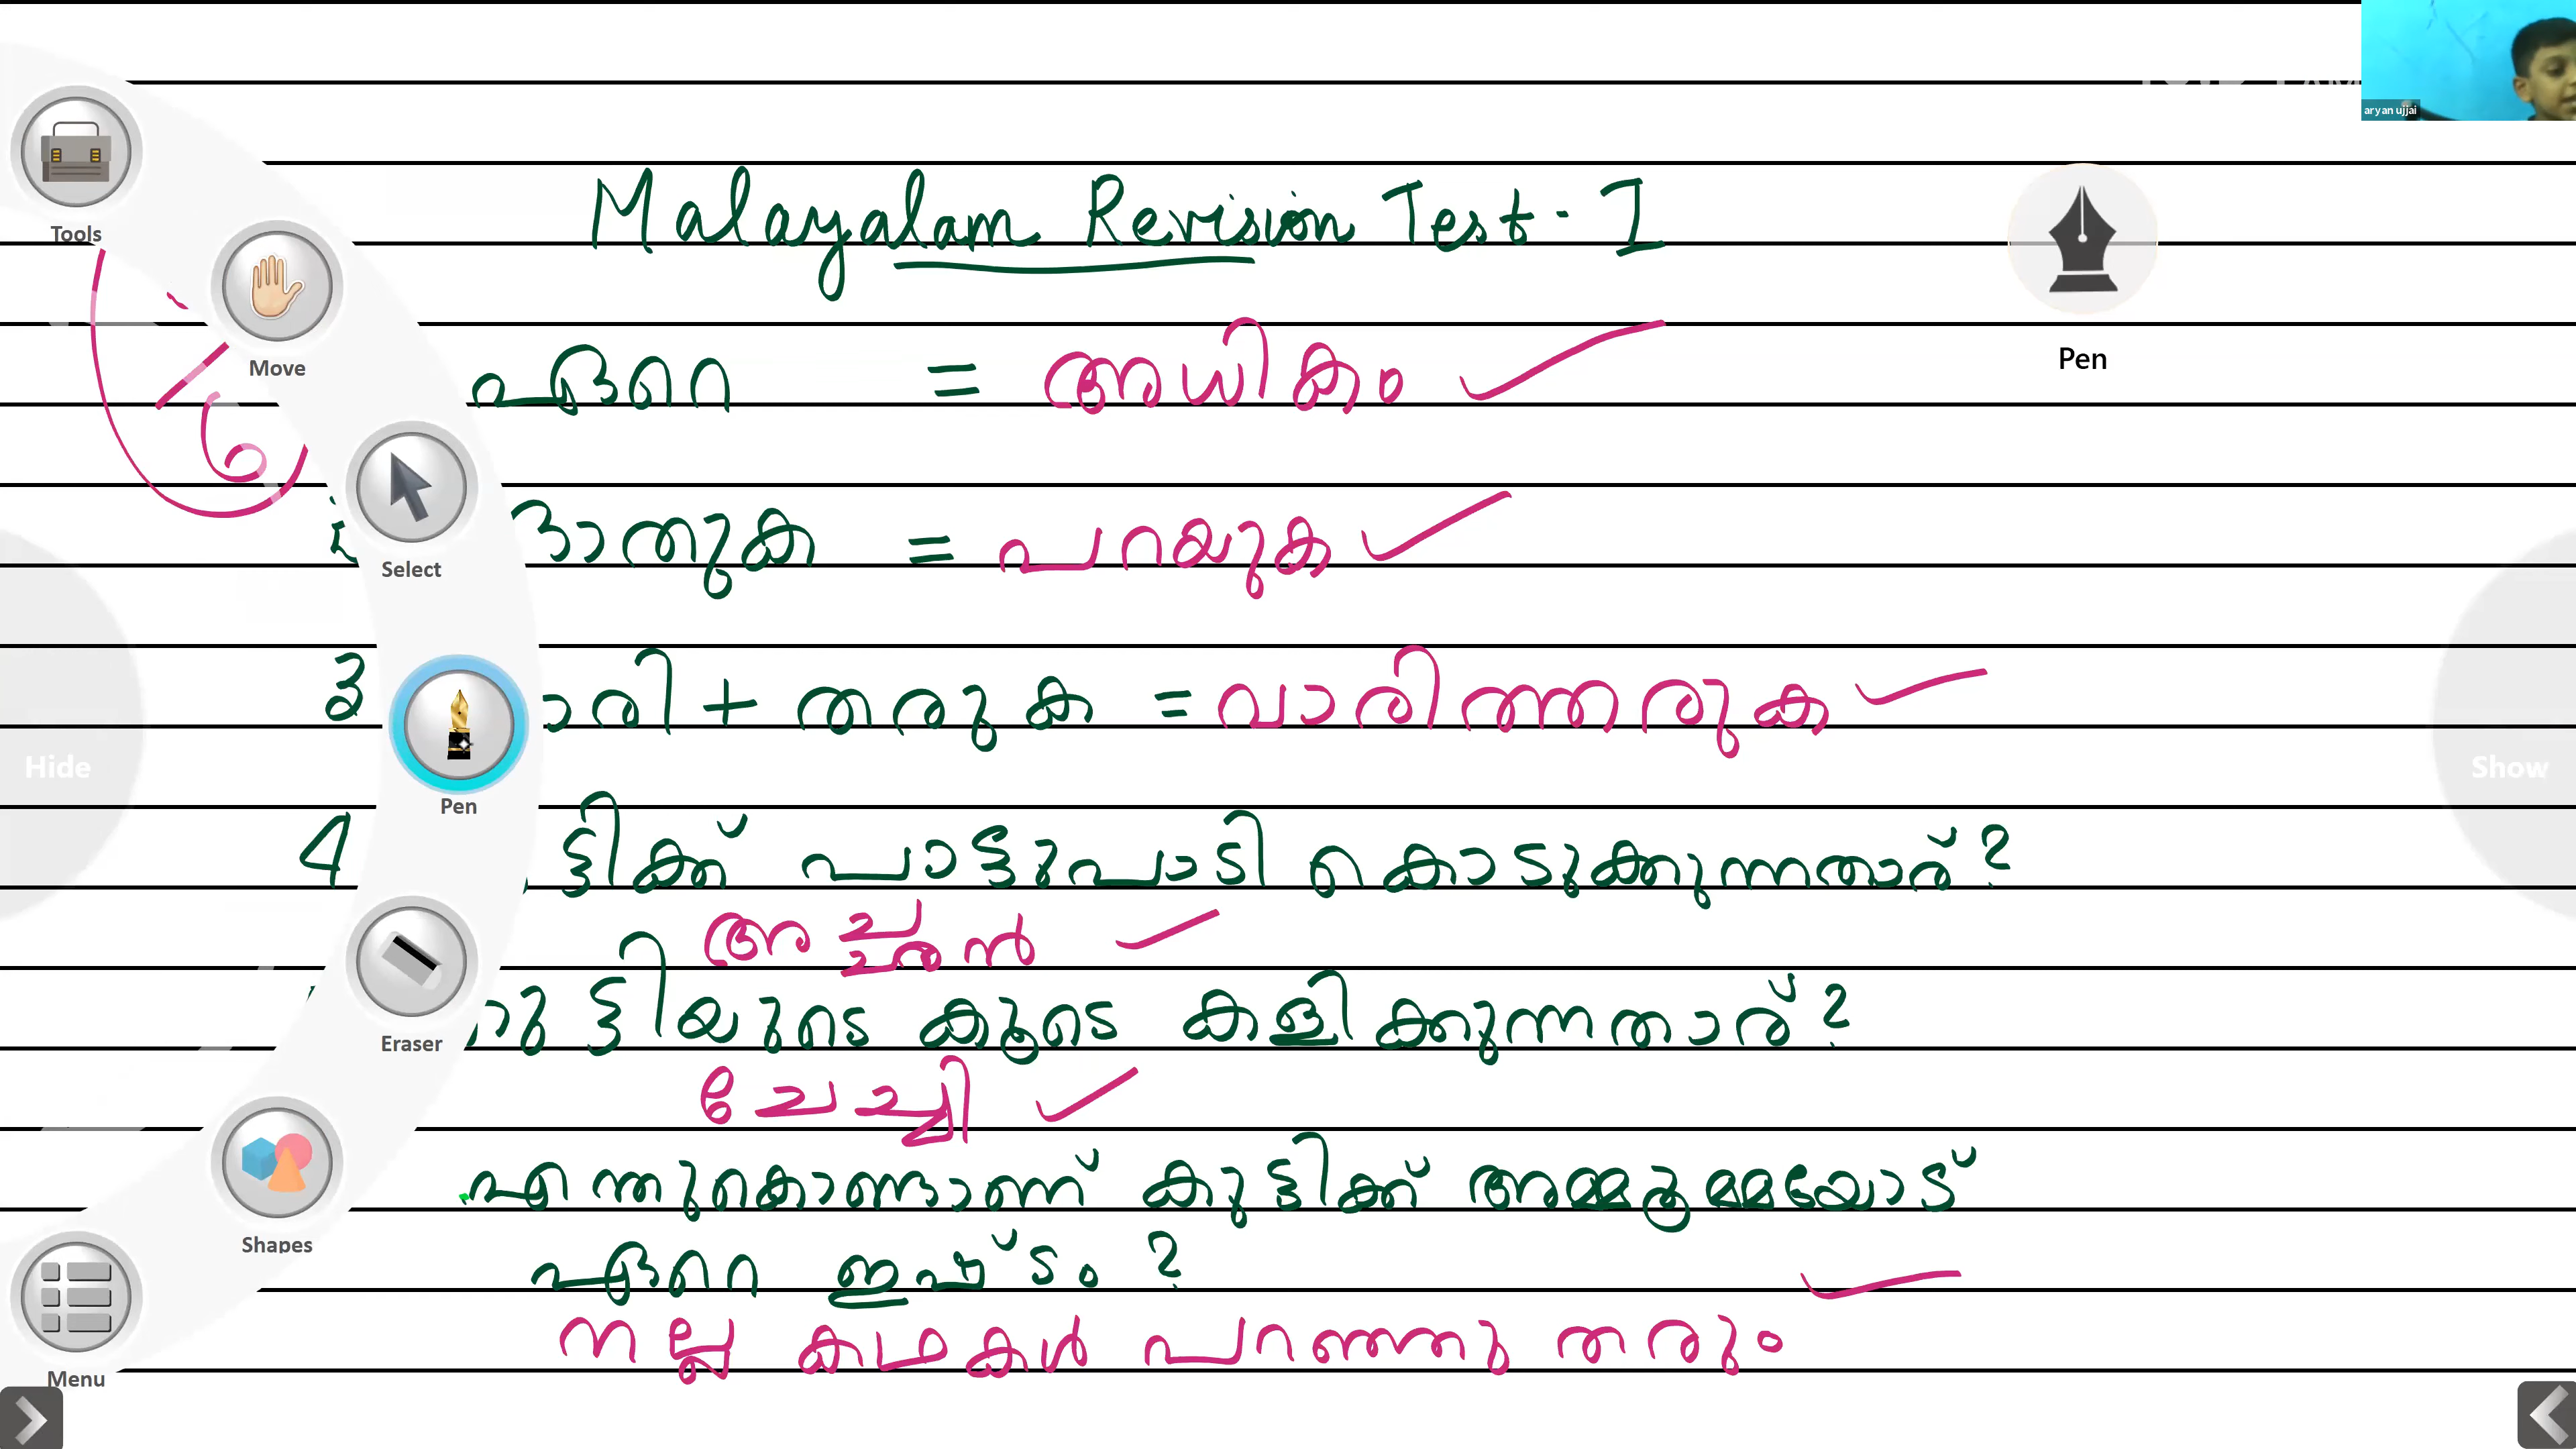 aryan ujjai
Tools
Malayalam Revision Test - I
Pen
Move
ഏറെ = അധികം
6
Select
= പറയുക
3 ാരി + തരുക = വാരിത്തരുക
Hide
Show
Pen
4 ട്ടിക്ക് പാട്ടുപാടി കൊടുക്കുന്നതാര്?
അച്ഛൻ
ട്ടിയുടെ കൂടെ കളിക്കുന്നതാര്?
Eraser
ചേച്ചി
എന്തുകൊണ്ടാണ് കുട്ടിക്ക് അമ്മൂമ്മയോട്
Shapes
ഏറെ ഇഷ്ടം?
നല്ല കഥകൾ പറഞ്ഞു തരും
Menu